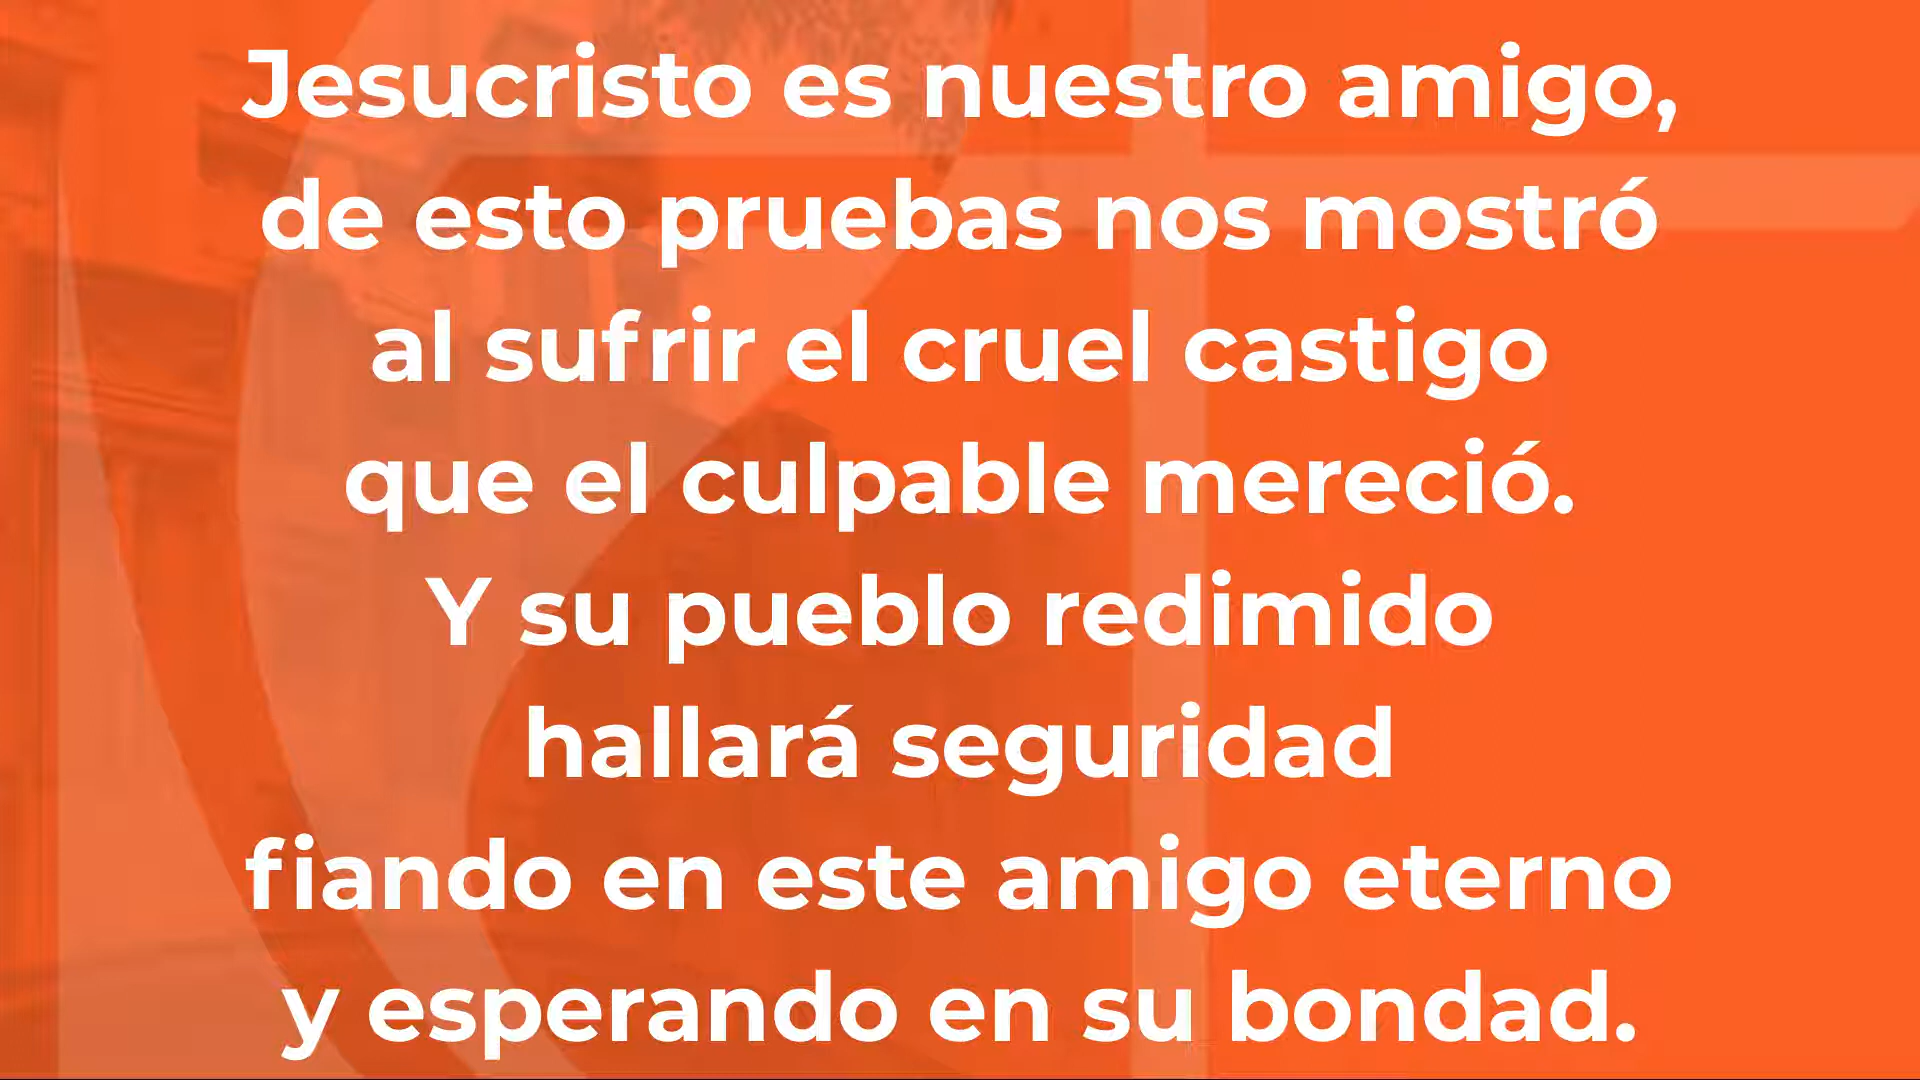 Jesucristo es nuestro amigo,
de esto pruebas nos mostró
al sufrir el cruel castigo
que el culpable mereció.
Y su pueblo redimido
hallará seguridad
fiando en este amigo eterno
y esperando en su bondad.